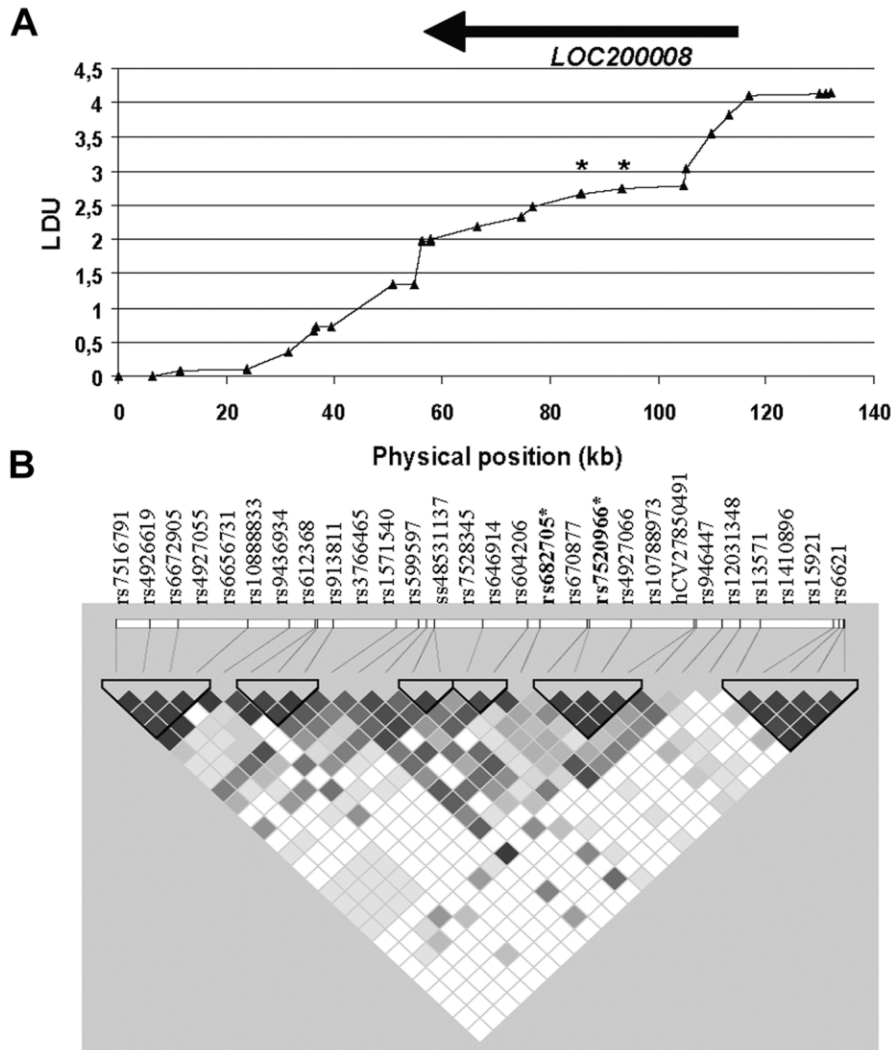 A
LOC200008
4,5
4
3,5
3
2,5
2
1,5
1
0,5
0
LDU
* *
0 20 40 60 80 100 120 140
Physical position (kb)
B
rs7516791
rs4926619
rs6672905
rs4927055
rs6656731
rs10888833
rs9436934
rs612368
rs913811
rs3766465
rs1571540
rs599597
ss48531137
rs7528345
rs646914
rs604206
rs682705*
rs670877
rs7520966*
rs4927066
rs10788973
hCV27850491
rs946447
rs12031348
rs13571
rs1410896
rs15921
rs6621